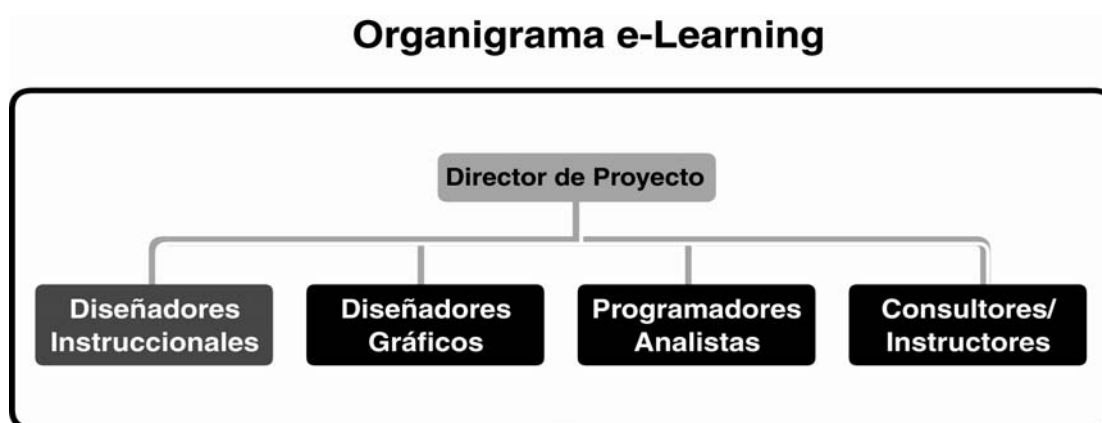 Organigrama e-Learning
Director de Proyecto
Diseñadores
Instruccionales
Diseñadores
Gráficos
Programadores
Analistas
Consultores/
Instructores